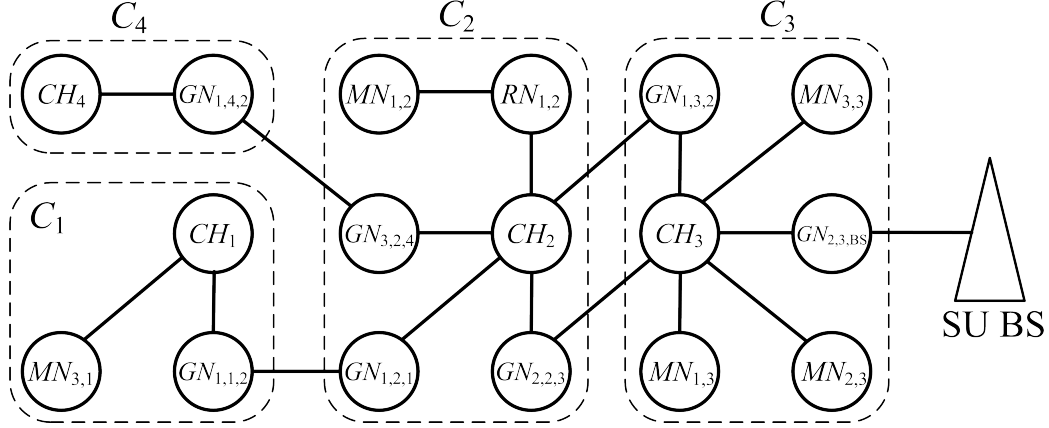 C₄ C₂ C₃
CH₄ GN₁,₄,₂ MN₁,₂ RN₁,₂ GN₁,₃,₂ MN₃,₃
C₁
CH₁ GN₃,₂,₄ CH₂ CH₃ GN₂,₃,BS
MN₃,₁ GN₁,₁,₂ GN₁,₂,₁ GN₂,₂,₃ MN₁,₃ MN₂,₃
SU BS